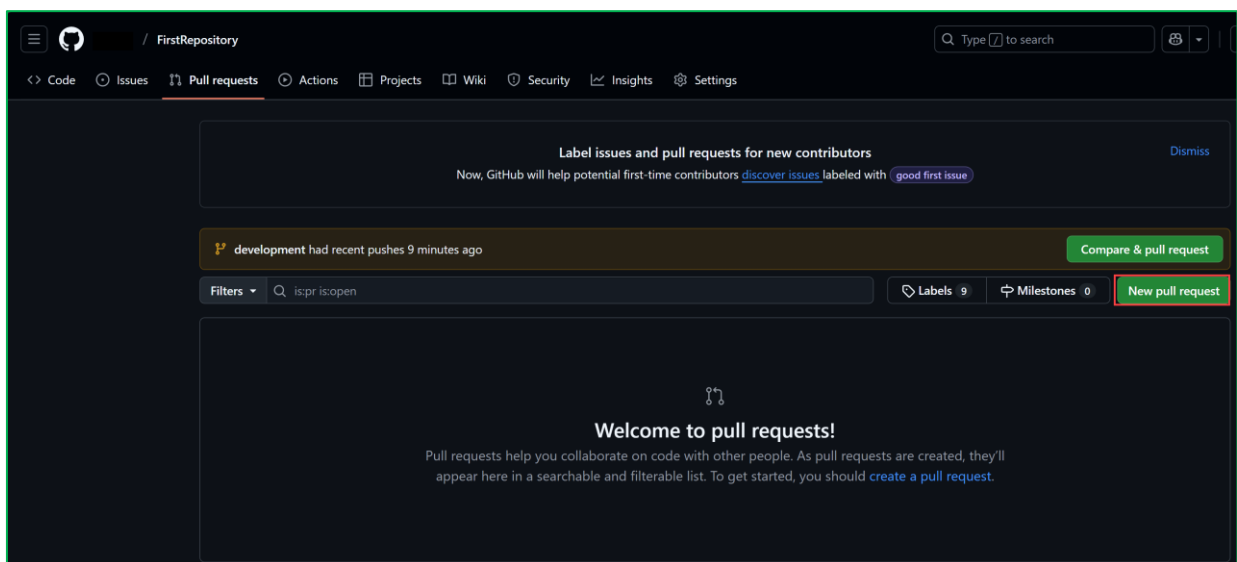 / FirstRepository
Type / to search
<> Code Issues Pull requests Actions Projects Wiki Security Insights Settings
Label issues and pull requests for new contributors
Dismiss
Now, GitHub will help potential first-time contributors discover issues labeled with good first issue
development had recent pushes 9 minutes ago
Compare & pull request
Filters is:pr is:open Labels 9 Milestones 0 New pull request
Welcome to pull requests!
Pull requests help you collaborate on code with other people. As pull requests are created, they'll
appear here in a searchable and filterable list. To get started, you should create a pull request.